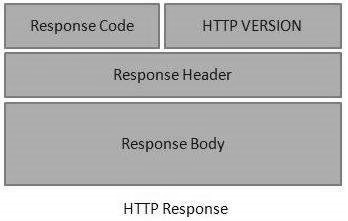 Response Code
HTTP VERSION
Response Header
Response Body
HTTP Response